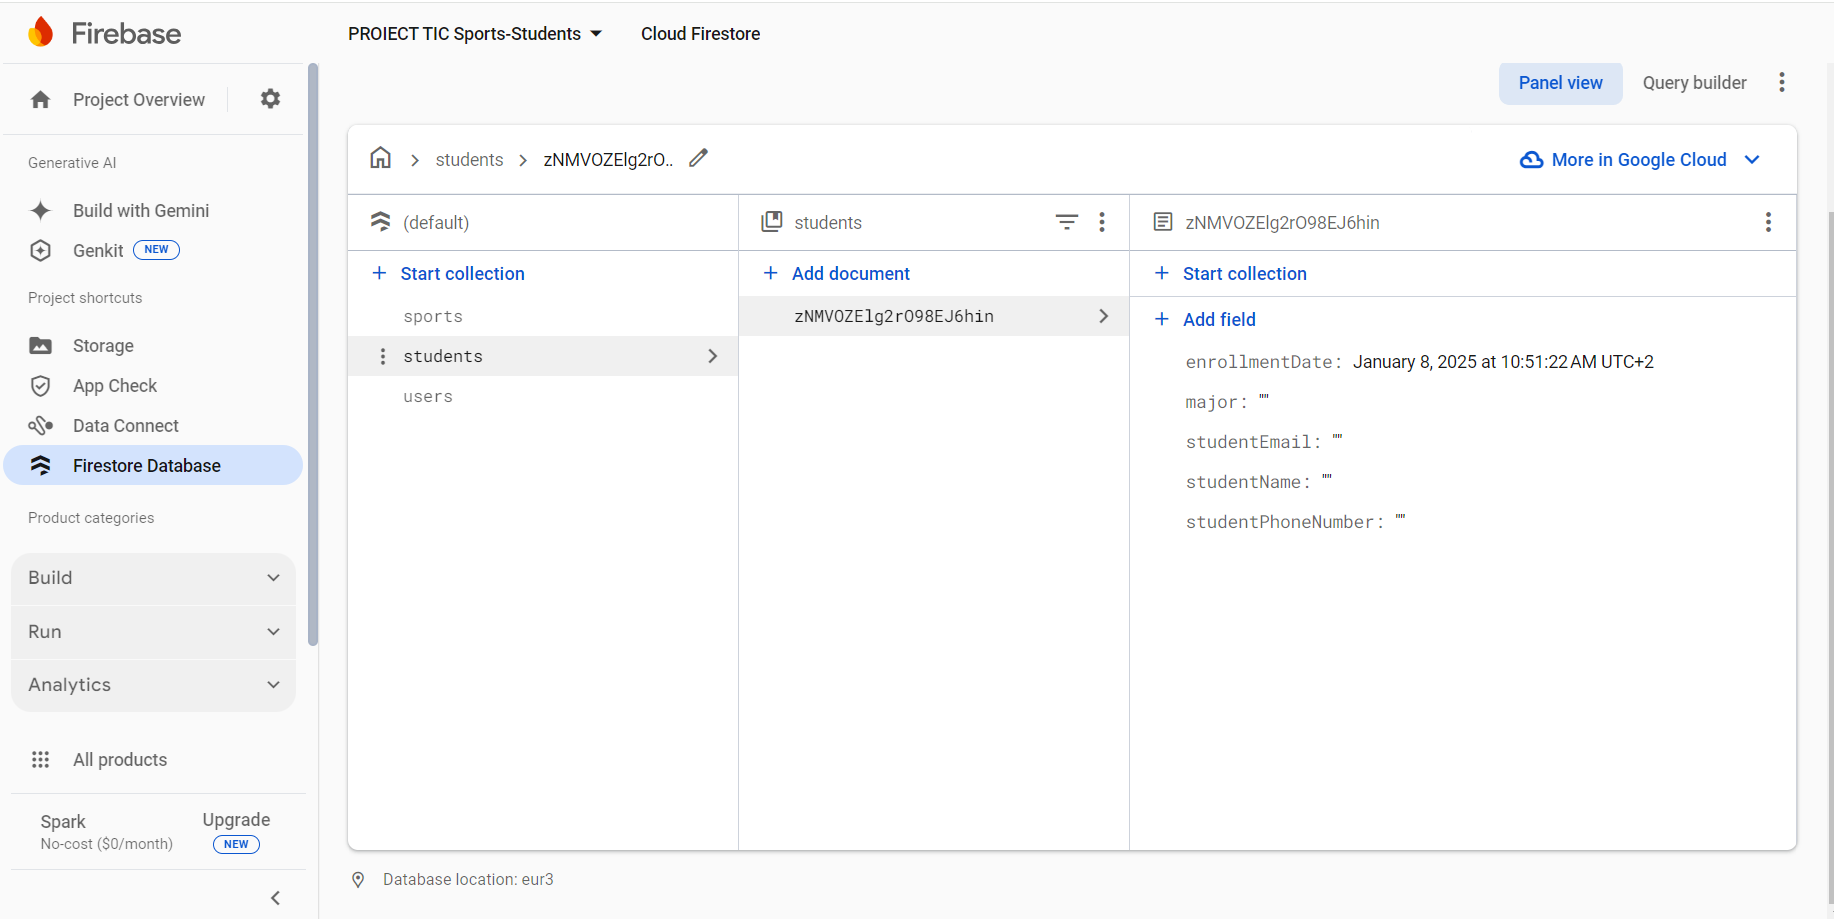 Firebase
PROIECT TIC Sports-Students
Cloud Firestore
Project Overview
Panel view
Query builder
Generative AI
students
zNMVOZElg2rO..
More in Google Cloud
Build with Gemini
Genkit NEW
(default)
students
zNMVOZElg2rO98EJ6hin
Project shortcuts
+ Start collection
+ Add document
+ Start collection
sports
zNMVOZElg2rO98EJ6hin
+ Add field
Storage
students
enrollmentDate: January 8, 2025 at 10:51:22 AM UTC+2
App Check
users
major: ""
Data Connect
studentEmail: ""
Firestore Database
studentName: ""
Product categories
studentPhoneNumber: ""
Build
Run
Analytics
All products
Spark
No-cost ($0/month)
Upgrade
NEW
Database location: eur3